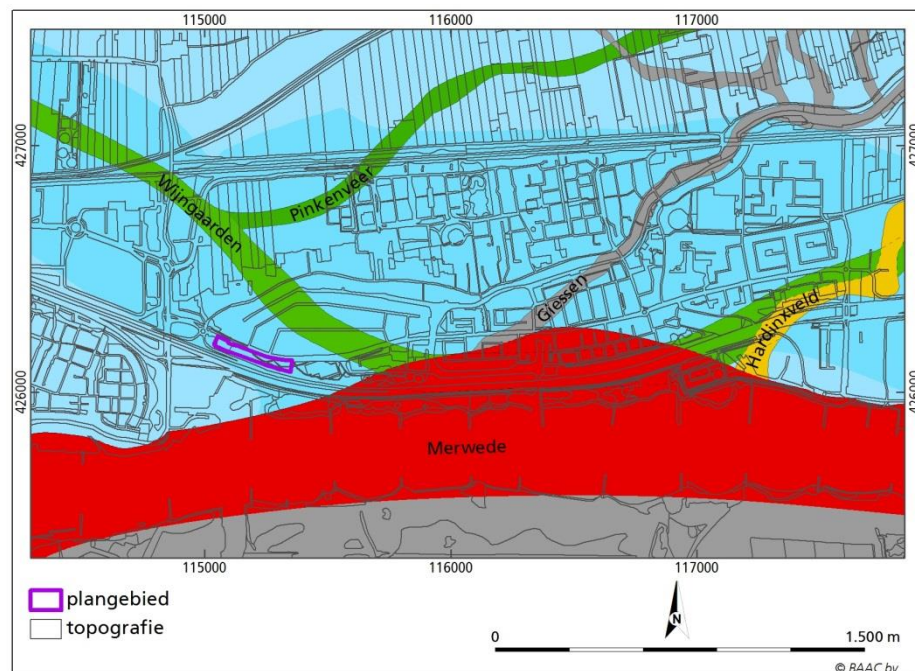 115000 116000 117000
427000 427000
Wijngaarden
Pinkenveer
Giessen
Hardinxveld
426000 426000
Merwede
115000 116000 117000
plangebied
topografie
N
0 1.500 m
© BAAC bv